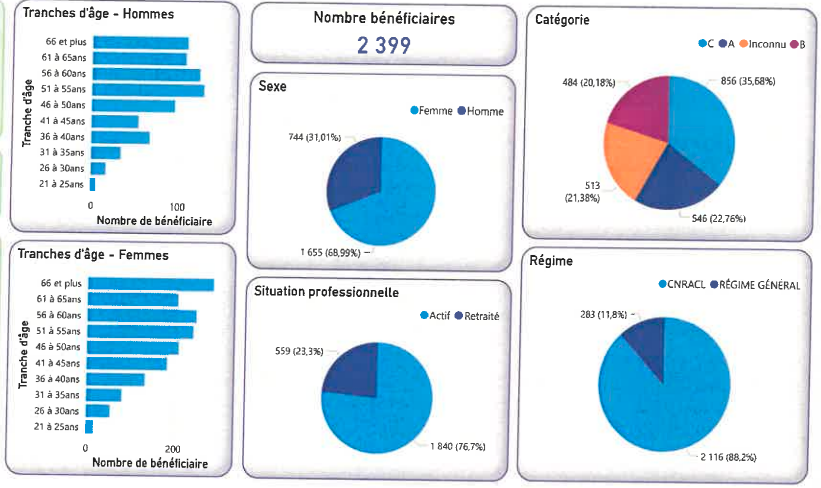 Tranches d'âge - Hommes
66 et plus
61 à 65ans
56 à 60ans
51 à 55ans
46 à 50ans
41 à 45ans
36 à 40ans
31 à 35ans
26 à 30ans
21 à 25ans
Tranche d'âge
0 100
Nombre de bénéficiaire
Tranches d'âge - Femmes
66 et plus
61 à 65ans
56 à 60ans
51 à 55ans
46 à 50ans
41 à 45ans
36 à 40ans
31 à 35ans
26 à 30ans
21 à 25ans
Tranche d'âge
0 200
Nombre de bénéficiaire
Nombre bénéficiaires
2 399
Sexe
Femme Homme
744 (31,01%)
1 655 (68,99%)
Situation professionnelle
Actif Retraité
559 (23,3%)
1 840 (76,7%)
Catégorie
C A Inconnu B
484 (20,18%)
856 (35,68%)
513
(21,38%)
546 (22,76%)
Régime
CNRACL RÉGIME GÉNÉRAL
283 (11,8%)
2 116 (88,2%)